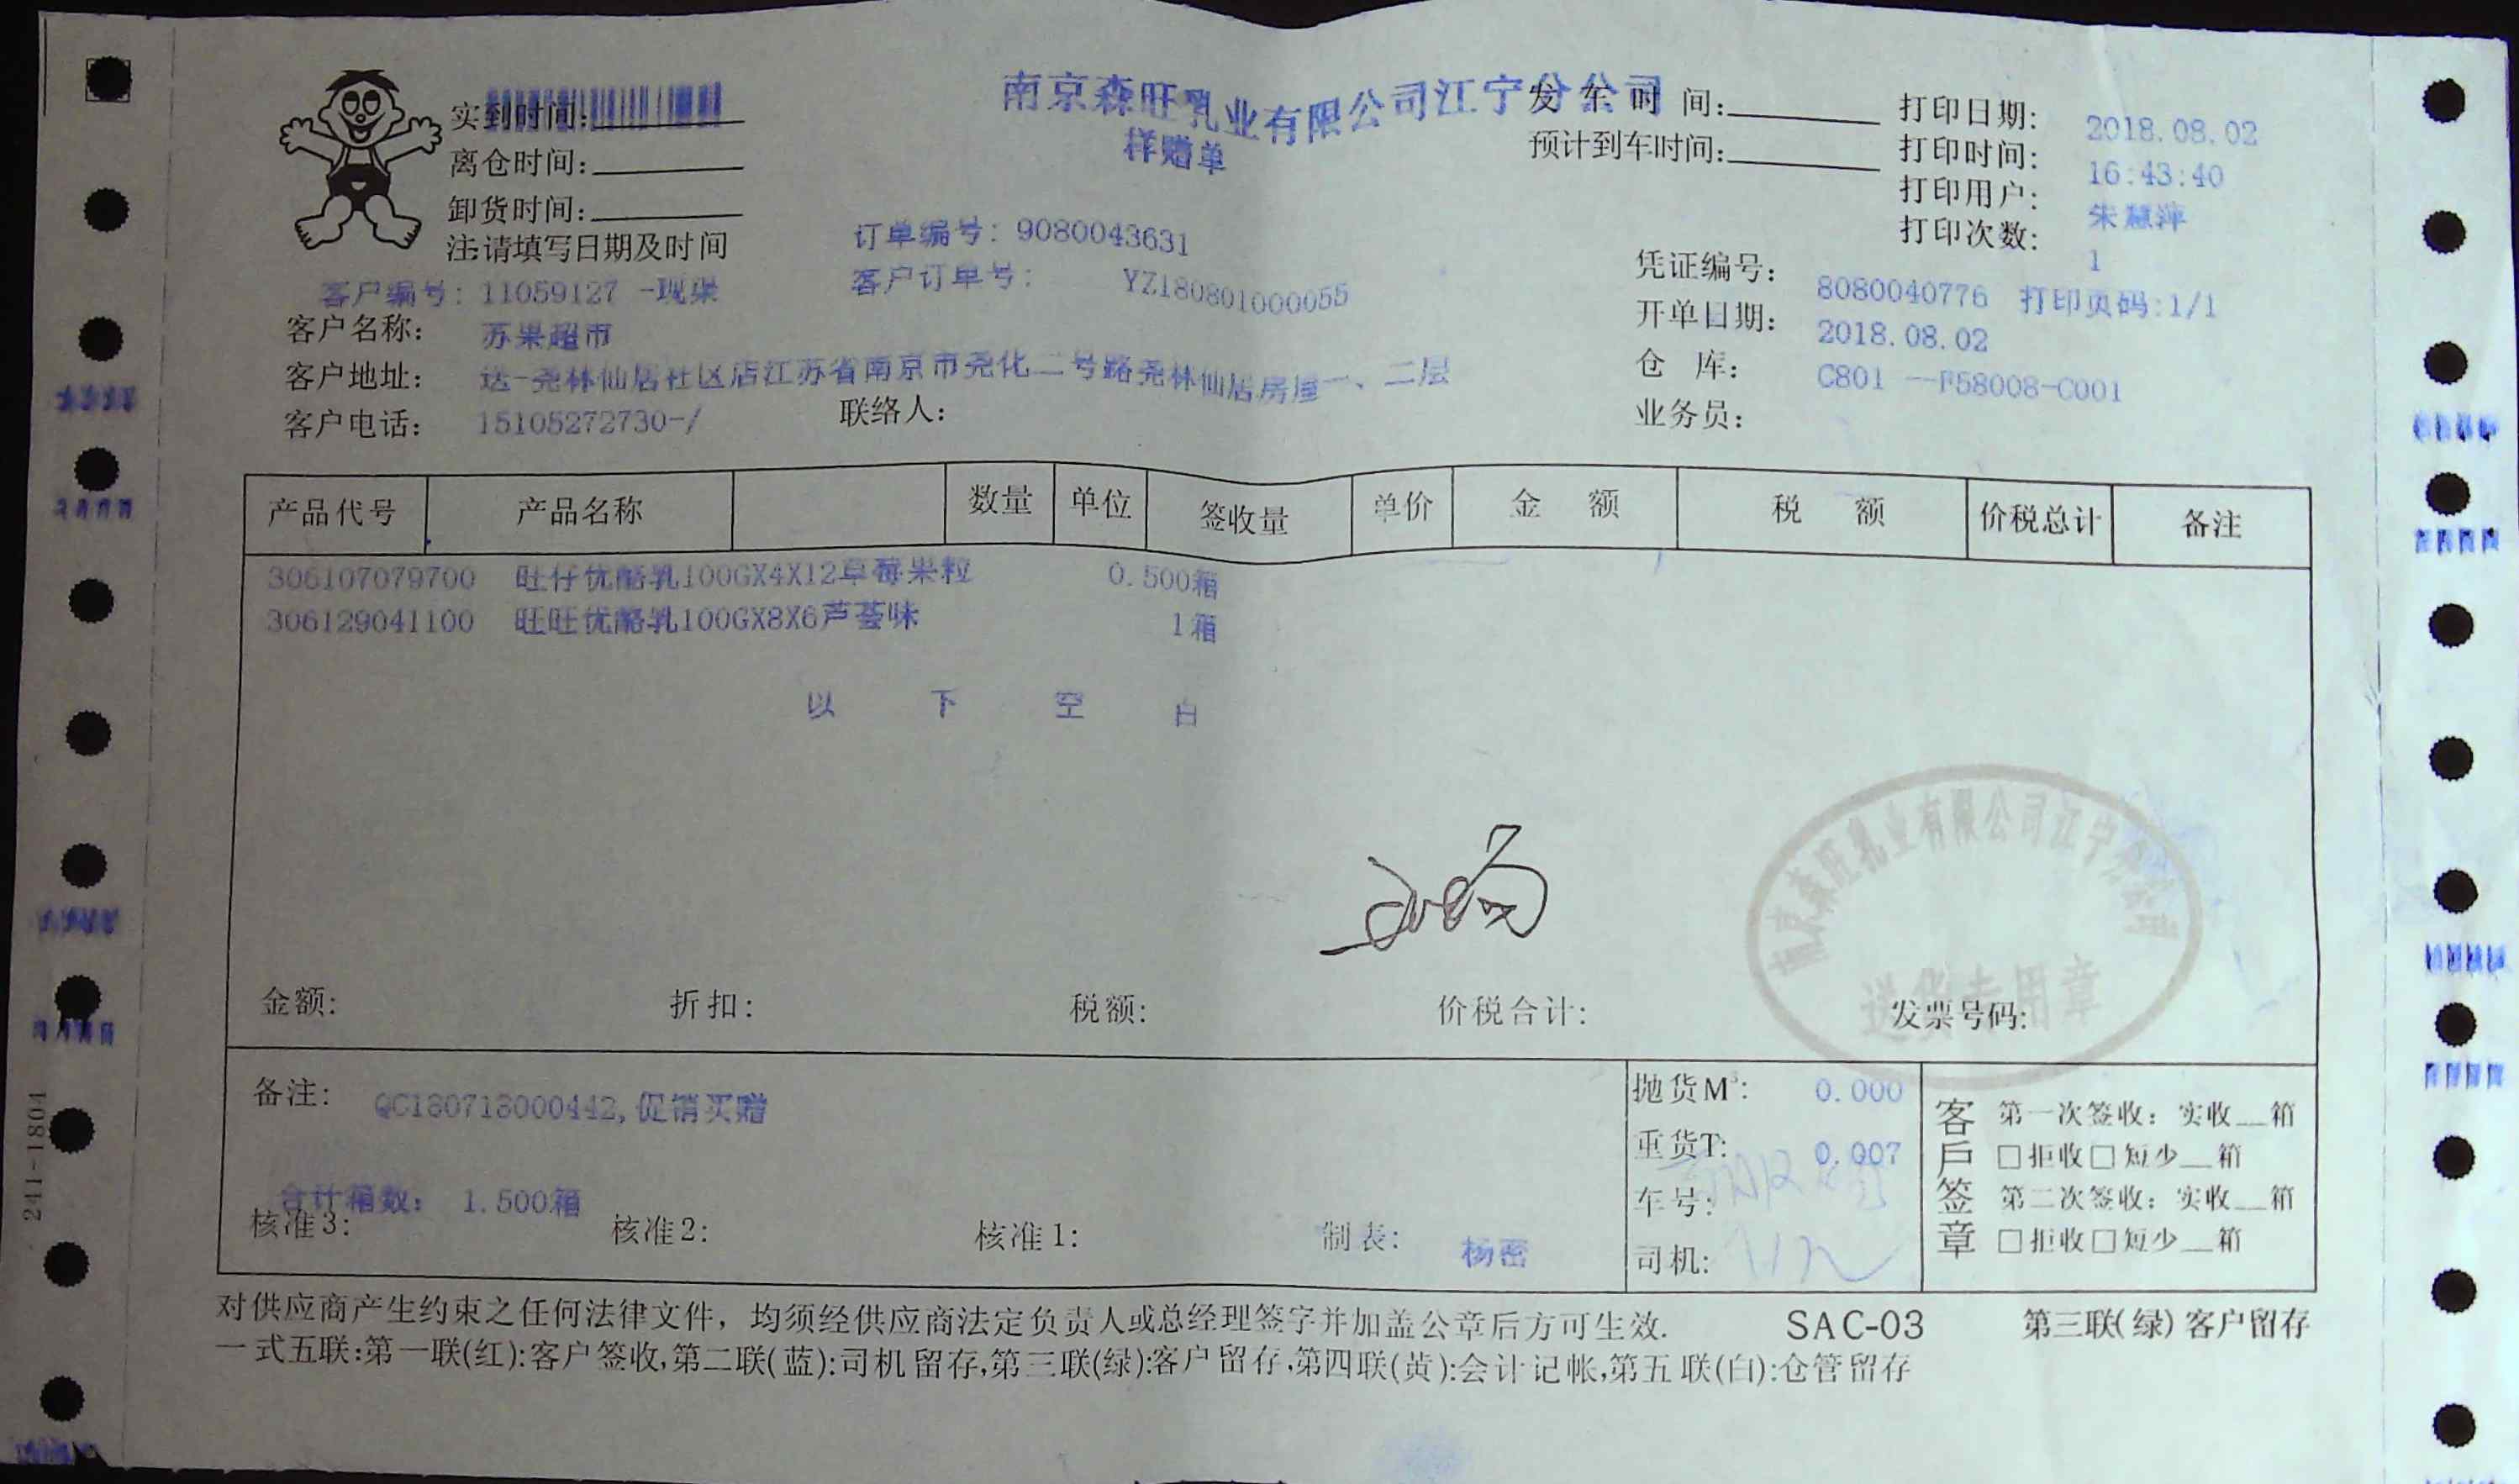 南京森旺乳业有限公司江宁分公司
样赠单
实到时间:
离仓时间:
卸货时间:
注:请填写日期及时间
发车时间:
预计到车时间:
打印日期: 2018.08.02
打印时间: 16:43:40
打印用户: 朱慧萍
打印次数: 1
订单编号: 9080043631
客户订单号: YZ180801000055
凭证编号: 8080040776 打印页码:1/1
开单日期: 2018.08.02
仓 库: C801 --F58008-C001
业务员:
客户编号: 11059127 -现渠
客户名称: 苏果超市
客户地址: 送-尧林仙居社区店江苏省南京市尧化二号路尧林仙居房屋一、二层
客户电话: 15105272730-/ 联络人:
产品代号 产品名称 数量 单位 签收量 单价 金 额 税 额 价税总计 备注
306107079700 旺仔优酪乳100GX4X12草莓果粒 0.500箱
306129041100 旺旺优酪乳100GX8X6芦荟味 1箱
以 下 空 白
南京森旺乳业有限公司江宁
送货专用章
金额: 折扣: 税额: 价税合计: 发票号码:
备注: QC180718000442,促销买赠
合计箱数: 1.500箱
核准3: 核准2: 核准1: 制表: 杨密
抛货M³: 0.000
重货T: 0.007
车号:
司机:
客戶签章
第一次签收: 实收__箱
□拒收□短少__箱
第二次签收: 实收__箱
□拒收□短少__箱
对供应商产生约束之任何法律文件，均须经供应商法定负责人或总经理签字并加盖公章后方可生效. SAC-03 第三联(绿)客户留存
一式五联:第一联(红):客户签收,第二联(蓝):司机留存,第三联(绿):客户留存,第四联(黄):会计记帐,第五联(白):仓管留存
241-1804